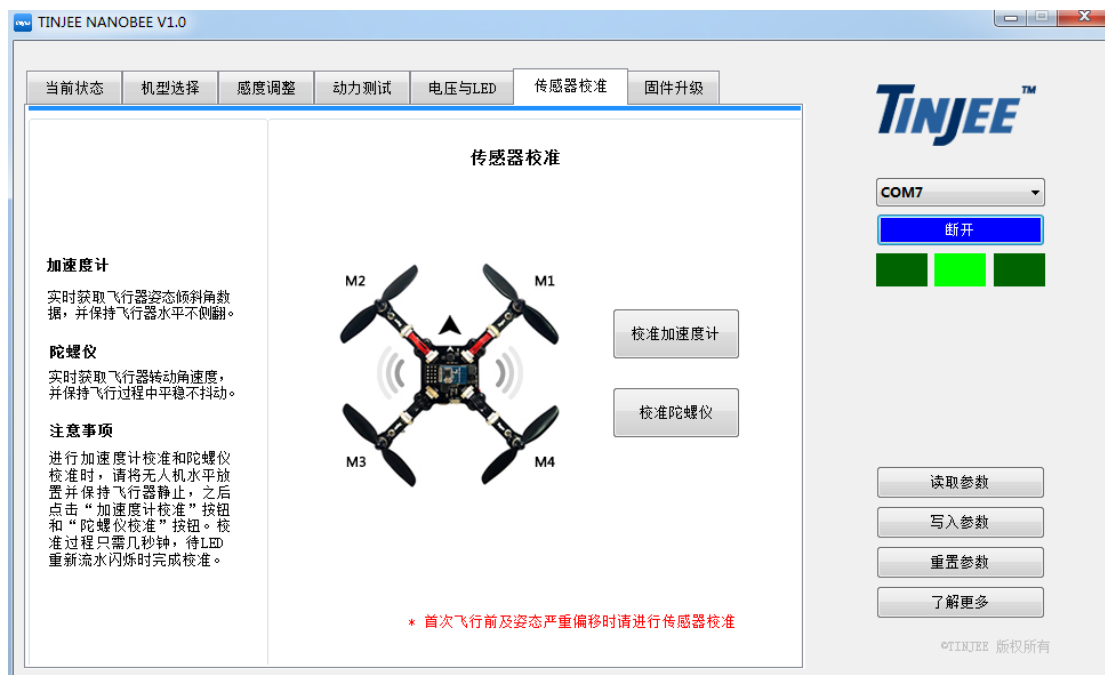 TINJEE NANOBEE V1.0
当前状态
机型选择
感度调整
动力测试
电压与LED
传感器校准
固件升级
TINJEE™
COM7
断开
传感器校准
加速度计
实时获取飞行器姿态倾斜角数
据，并保持飞行器水平不侧翻。
陀螺仪
实时获取飞行器转动角速度，
并保持飞行过程中平稳不抖动。
注意事项
进行加速度计校准和陀螺仪
校准时，请将无人机水平放
置并保持飞行器静止，之后
点击“加速度计校准”按钮
和“陀螺仪校准”按钮。校
准过程只需几秒钟，待LED
重新流水闪烁时完成校准。
M2
M1
M3
M4
校准加速度计
校准陀螺仪
* 首次飞行前及姿态严重偏移时请进行传感器校准
读取参数
写入参数
重置参数
了解更多
©TINJEE 版权所有